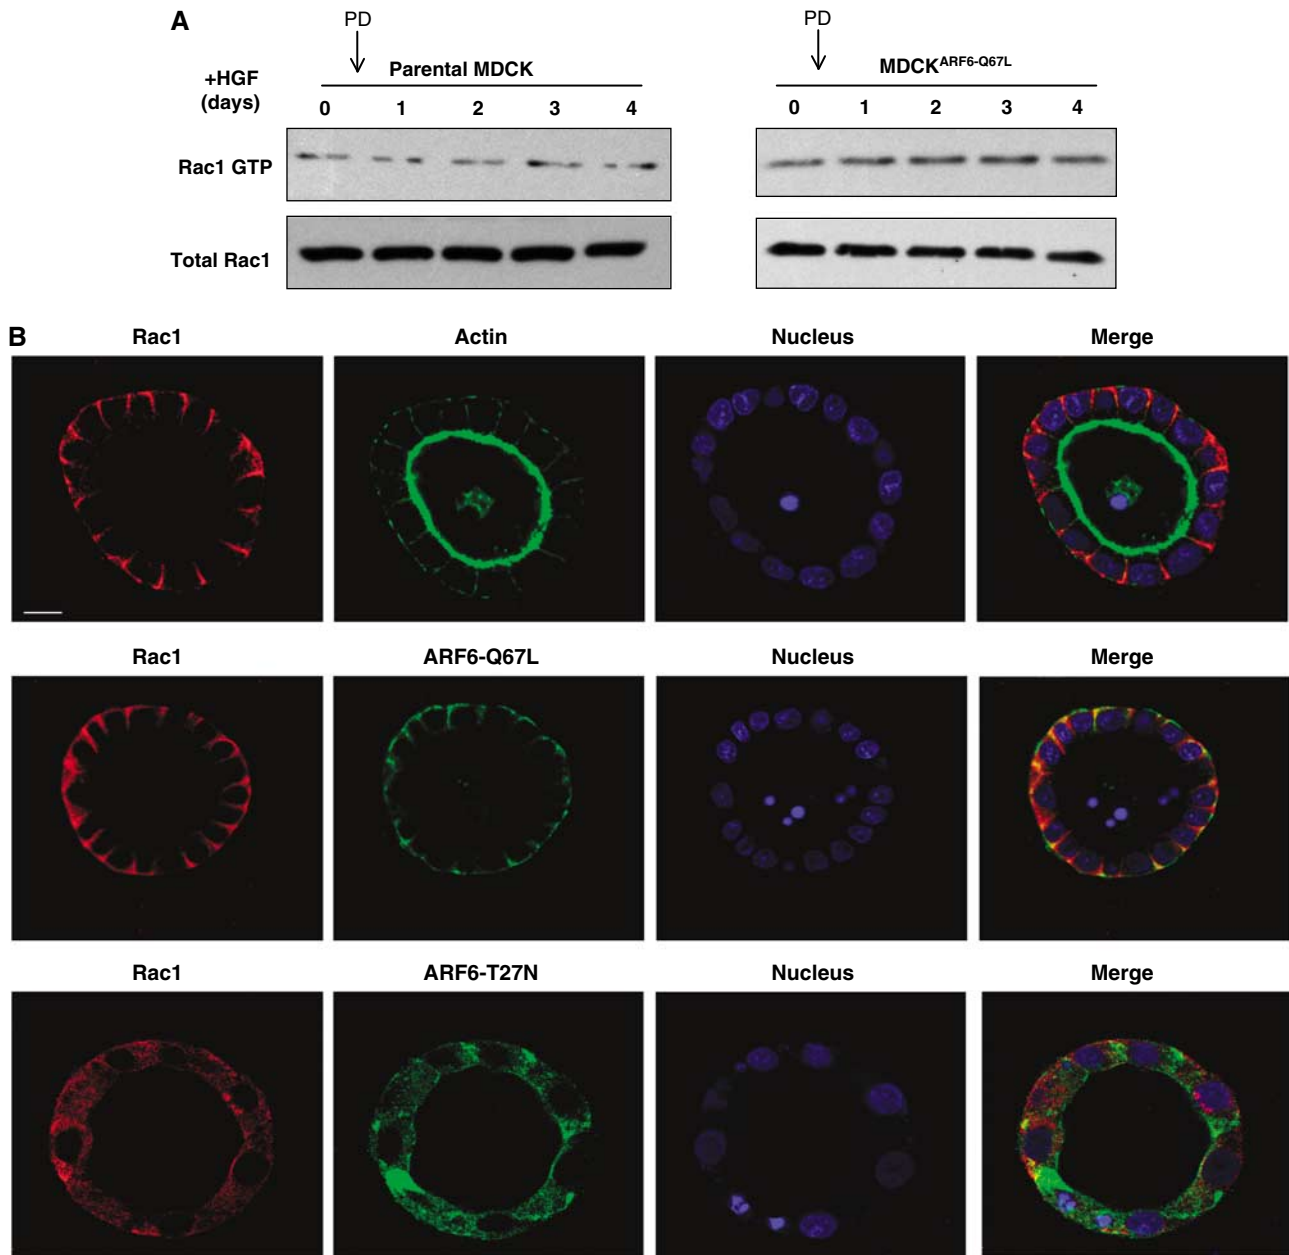 A
PD
PD
+HGF
(days)
Parental MDCK
MDCK^ARF6-Q67L
0 1 2 3 4
0 1 2 3 4
Rac1 GTP
Total Rac1
B
Rac1 Actin Nucleus Merge
Rac1 ARF6-Q67L Nucleus Merge
Rac1 ARF6-T27N Nucleus Merge